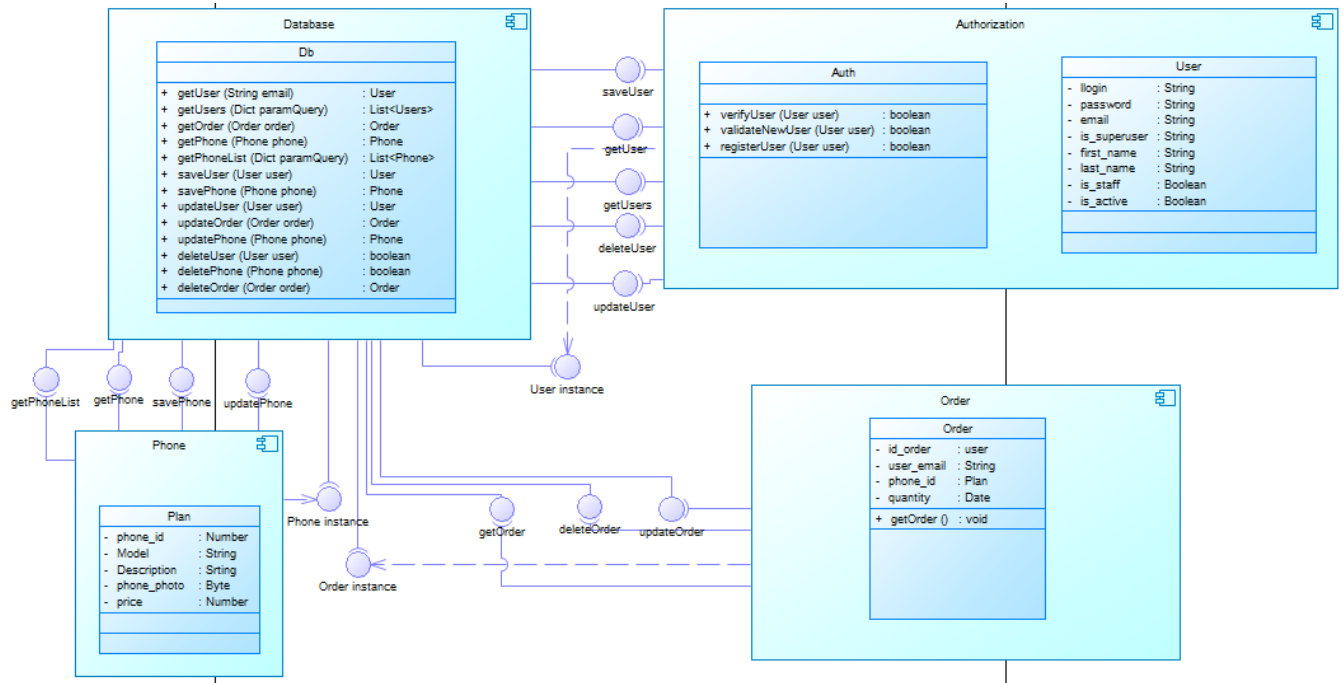 Database
Db
+ getUser (String email) : User
+ getUsers (Dict paramQuery) : List<Users>
+ getOrder (Order order) : Order
+ getPhone (Phone phone) : Phone
+ getPhoneList (Dict paramQuery) : List<Phone>
+ saveUser (User user) : User
+ savePhone (Phone phone) : Phone
+ updateUser (User user) : User
+ updateOrder (Order order) : Order
+ updatePhone (Phone phone) : Phone
+ deleteUser (User user) : boolean
+ deletePhone (Phone phone) : boolean
+ deleteOrder (Order order) : Order
saveUser
getUser
getUsers
deleteUser
updateUser
Authorization
Auth
+ verifyUser (User user) : boolean
+ validateNewUser (User user) : boolean
+ registerUser (User user) : boolean
User
- llogin : String
- password : String
- email : String
- is_superuser : String
- first_name : String
- last_name : String
- is_staff : Boolean
- is_active : Boolean
getPhoneList
getPhone
savePhone
updatePhone
User instance
Phone
Plan
- phone_id : Number
- Model : String
- Description : Srting
- phone_photo : Byte
- price : Number
Phone instance
Order instance
getOrder
deleteOrder
updateOrder
Order
Order
- id_order : user
- user_email : String
- phone_id : Plan
- quantity : Date
+ getOrder () : void